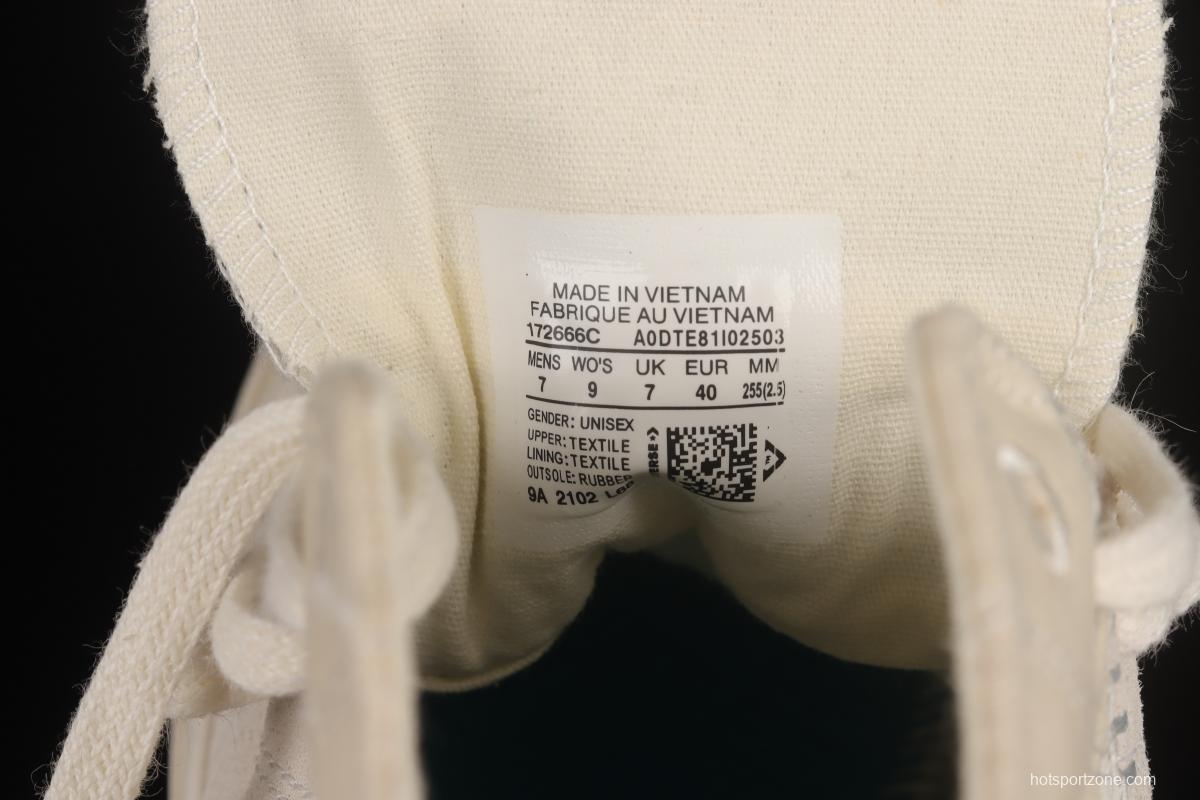 MADE IN VIETNAM
FABRIQUE AU VIETNAM
172666C A0DTE81I02503
MENS WO'S UK EUR MM
7 9 7 40 255(2.5)
GENDER: UNISEX
UPPER: TEXTILE
LINING: TEXTILE
OUTSOLE: RUBBER
9A 2102
hotsportzone.com